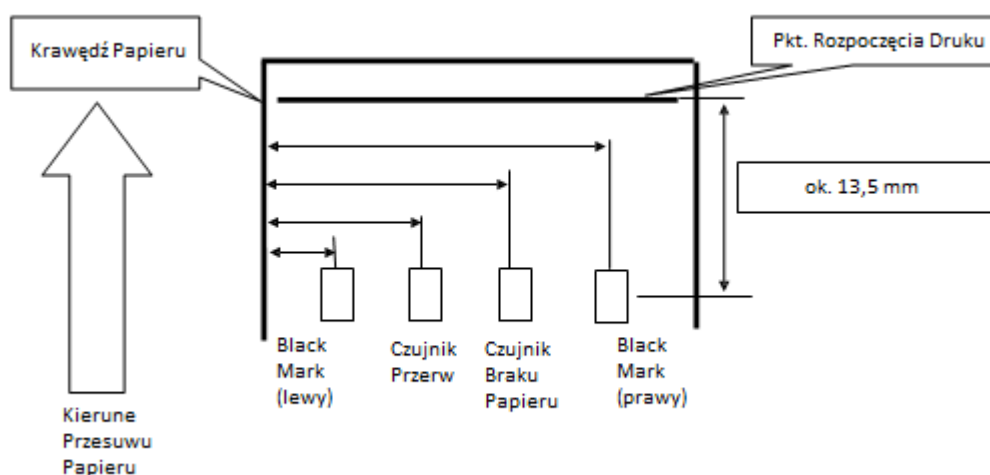 Krawędź Papieru
Pkt. Rozpoczęcia Druku
ok. 13,5 mm
Black
Mark
(lewy)
Czujnik
Przerw
Czujnik
Braku
Papieru
Black
Mark
(prawy)
Kierune
Przesuwu
Papieru